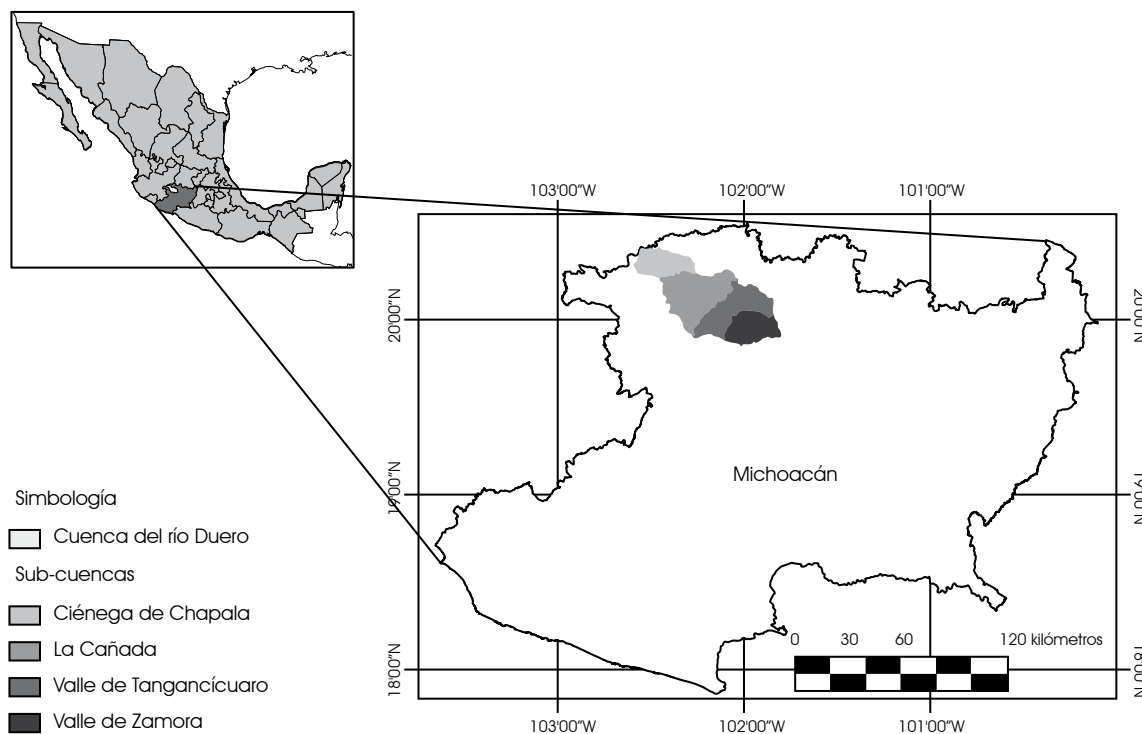 103'00"W 102'00"W 101'00"W
20'00"N
20'00"N
Michoacán
19'00"N
19'00"N
Simbología
Cuenca del río Duero
Sub-cuencas
Ciénega de Chapala
La Cañada
Valle de Tangancícuaro
Valle de Zamora
0 30 60 120 kilómetros
18'00"N
18'00"N
103'00"W 102'00"W 101'00"W